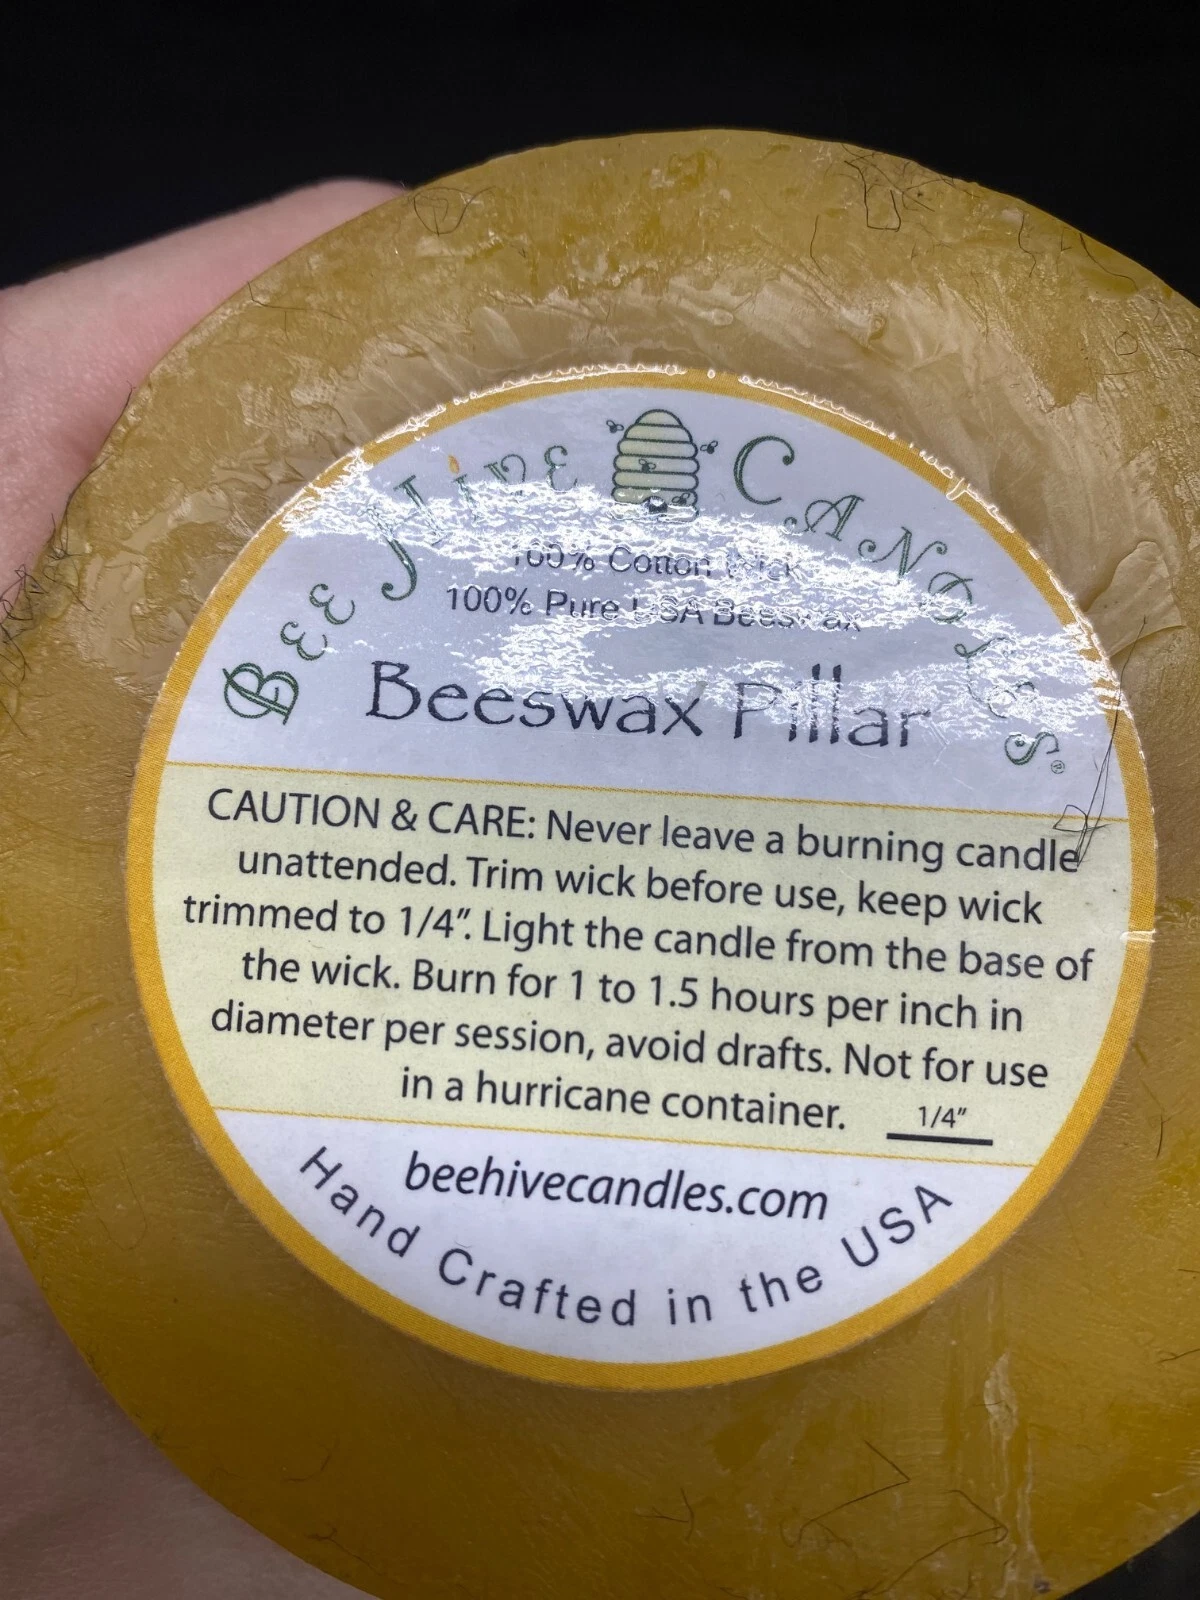 BEE HIVE CANDLES®
100% Cotton Wick
100% Pure USA Beeswax
Beeswax Pillar
CAUTION & CARE: Never leave a burning candle
unattended. Trim wick before use, keep wick
trimmed to 1/4”. Light the candle from the base of
the wick. Burn for 1 to 1.5 hours per inch in
diameter per session, avoid drafts. Not for use
in a hurricane container.
1/4”
beehivecandles.com
Hand Crafted in the USA